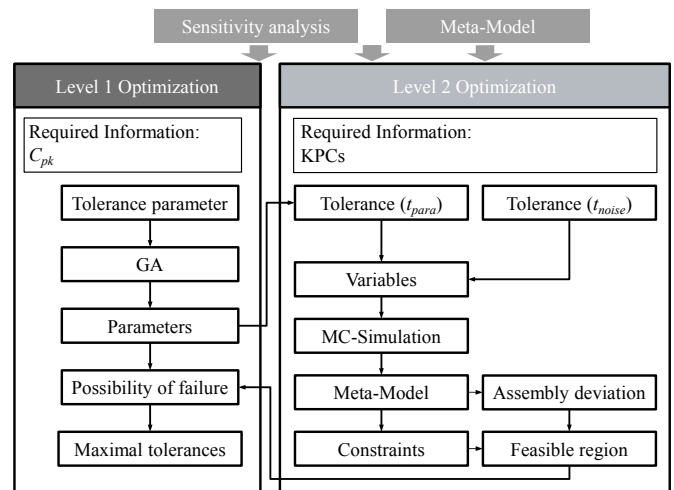 Sensitivity analysis
Meta-Model
Level 1 Optimization
Required Information:
Cpk
Tolerance parameter
GA
Parameters
Possibility of failure
Maximal tolerances
Level 2 Optimization
Required Information:
KPCs
Tolerance (tpara)
Tolerance (tnoise)
Variables
MC-Simulation
Meta-Model
Assembly deviation
Constraints
Feasible region